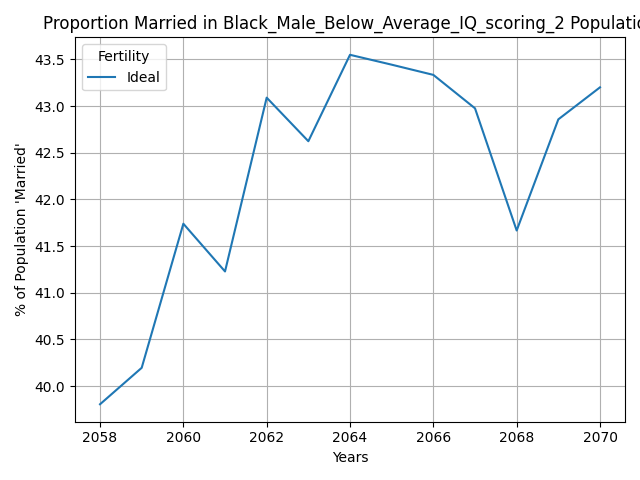 Proportion Married in Black_Male_Below_Average_IQ_scoring_2 Populatio
Fertility
Ideal
43.5
43.0
42.5
42.0
41.5
41.0
40.5
40.0
% of Population 'Married'
2058 2060 2062 2064 2066 2068 2070
Years